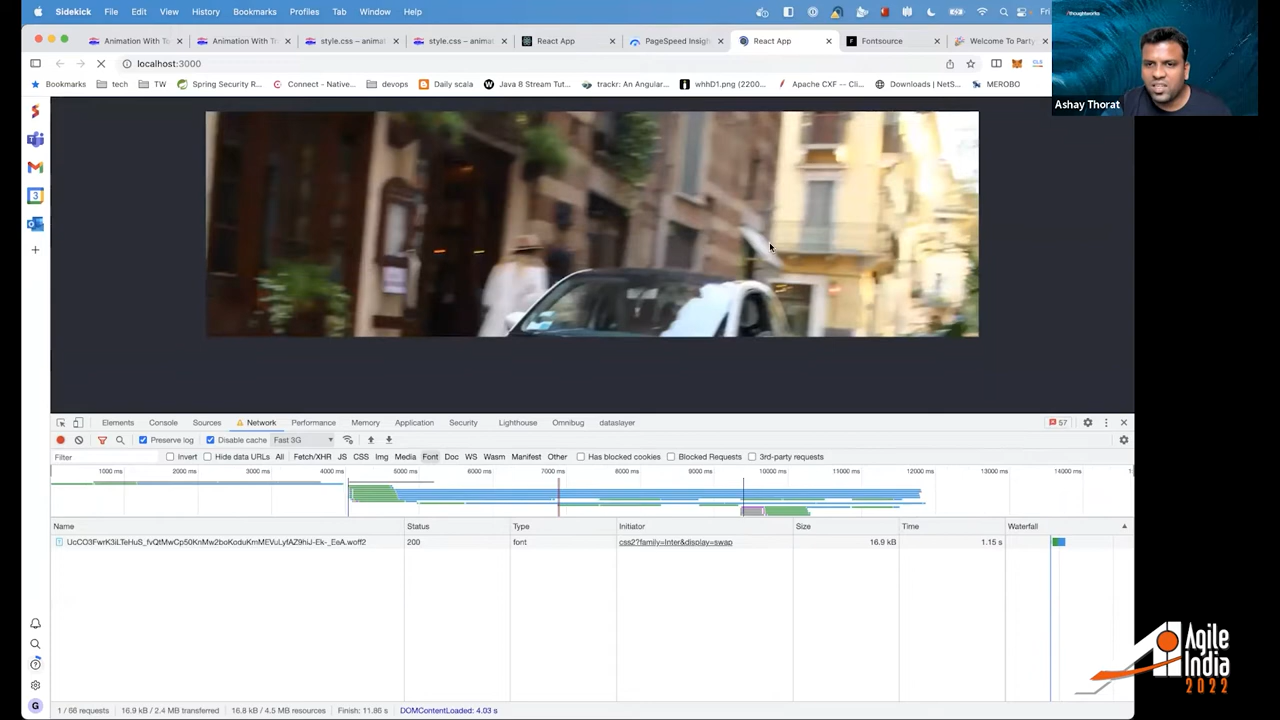 Sidekick File Edit View History Bookmarks Profiles Tab Window Help
/thoughtworks
Animation With Te
Animation With Tr
style.css – animat
style.css – animat
React App
PageSpeed Insigh
React App
Fontsource
Welcome To Party
localhost:3000
Bookmarks tech TW Spring Security R... Connect - Native... devops Daily scala Java 8 Stream Tut... trackr: An Angular... whhD1.png (2200... Apache CXF -- Cli... Downloads | NetS... MEROBO
Ashay Thorat
Elements Console Sources Network Performance Memory Application Security Lighthouse Omnibug dataslayer 57
Preserve log Disable cache Fast 3G
Filter Invert Hide data URLs All Fetch/XHR JS CSS Img Media Font Doc WS Wasm Manifest Other Has blocked cookies Blocked Requests 3rd-party requests
1000 ms 2000 ms 3000 ms 4000 ms 5000 ms 6000 ms 7000 ms 8000 ms 9000 ms 10000 ms 11000 ms 12000 ms 13000 ms 14000 ms
Name Status Type Initiator Size Time Waterfall
200 font css2?family=Inter&display=swap 16.9 kB 1.15 s
1 / 66 requests 16.9 kB / 2.4 MB transferred 16.8 kB / 4.5 MB resources Finish: 11.86 s DOMContentLoaded: 4.03 s
G
Agile
India
2022